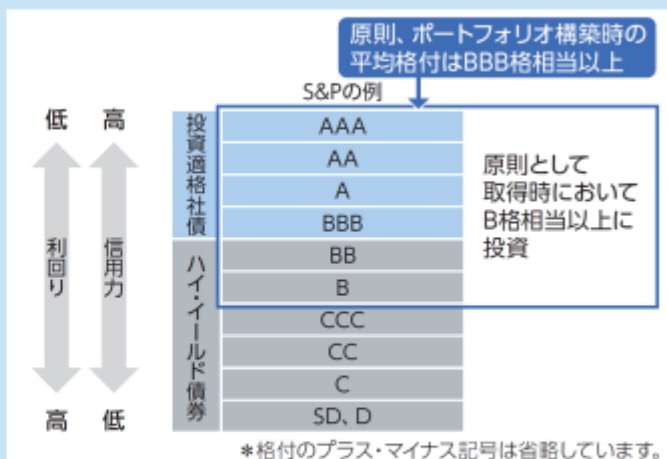 原則、ポートフォリオ構築時の
平均格付はBBB格相当以上
S&Pの例
低 高
利回り
信用力
高 低
投資適格社債
ハイ・イールド債券
AAA
AA
A
BBB
BB
B
CCC
CC
C
SD、D
原則として
取得時において
B格相当以上に
投資
*格付のプラス・マイナス記号は省略しています。